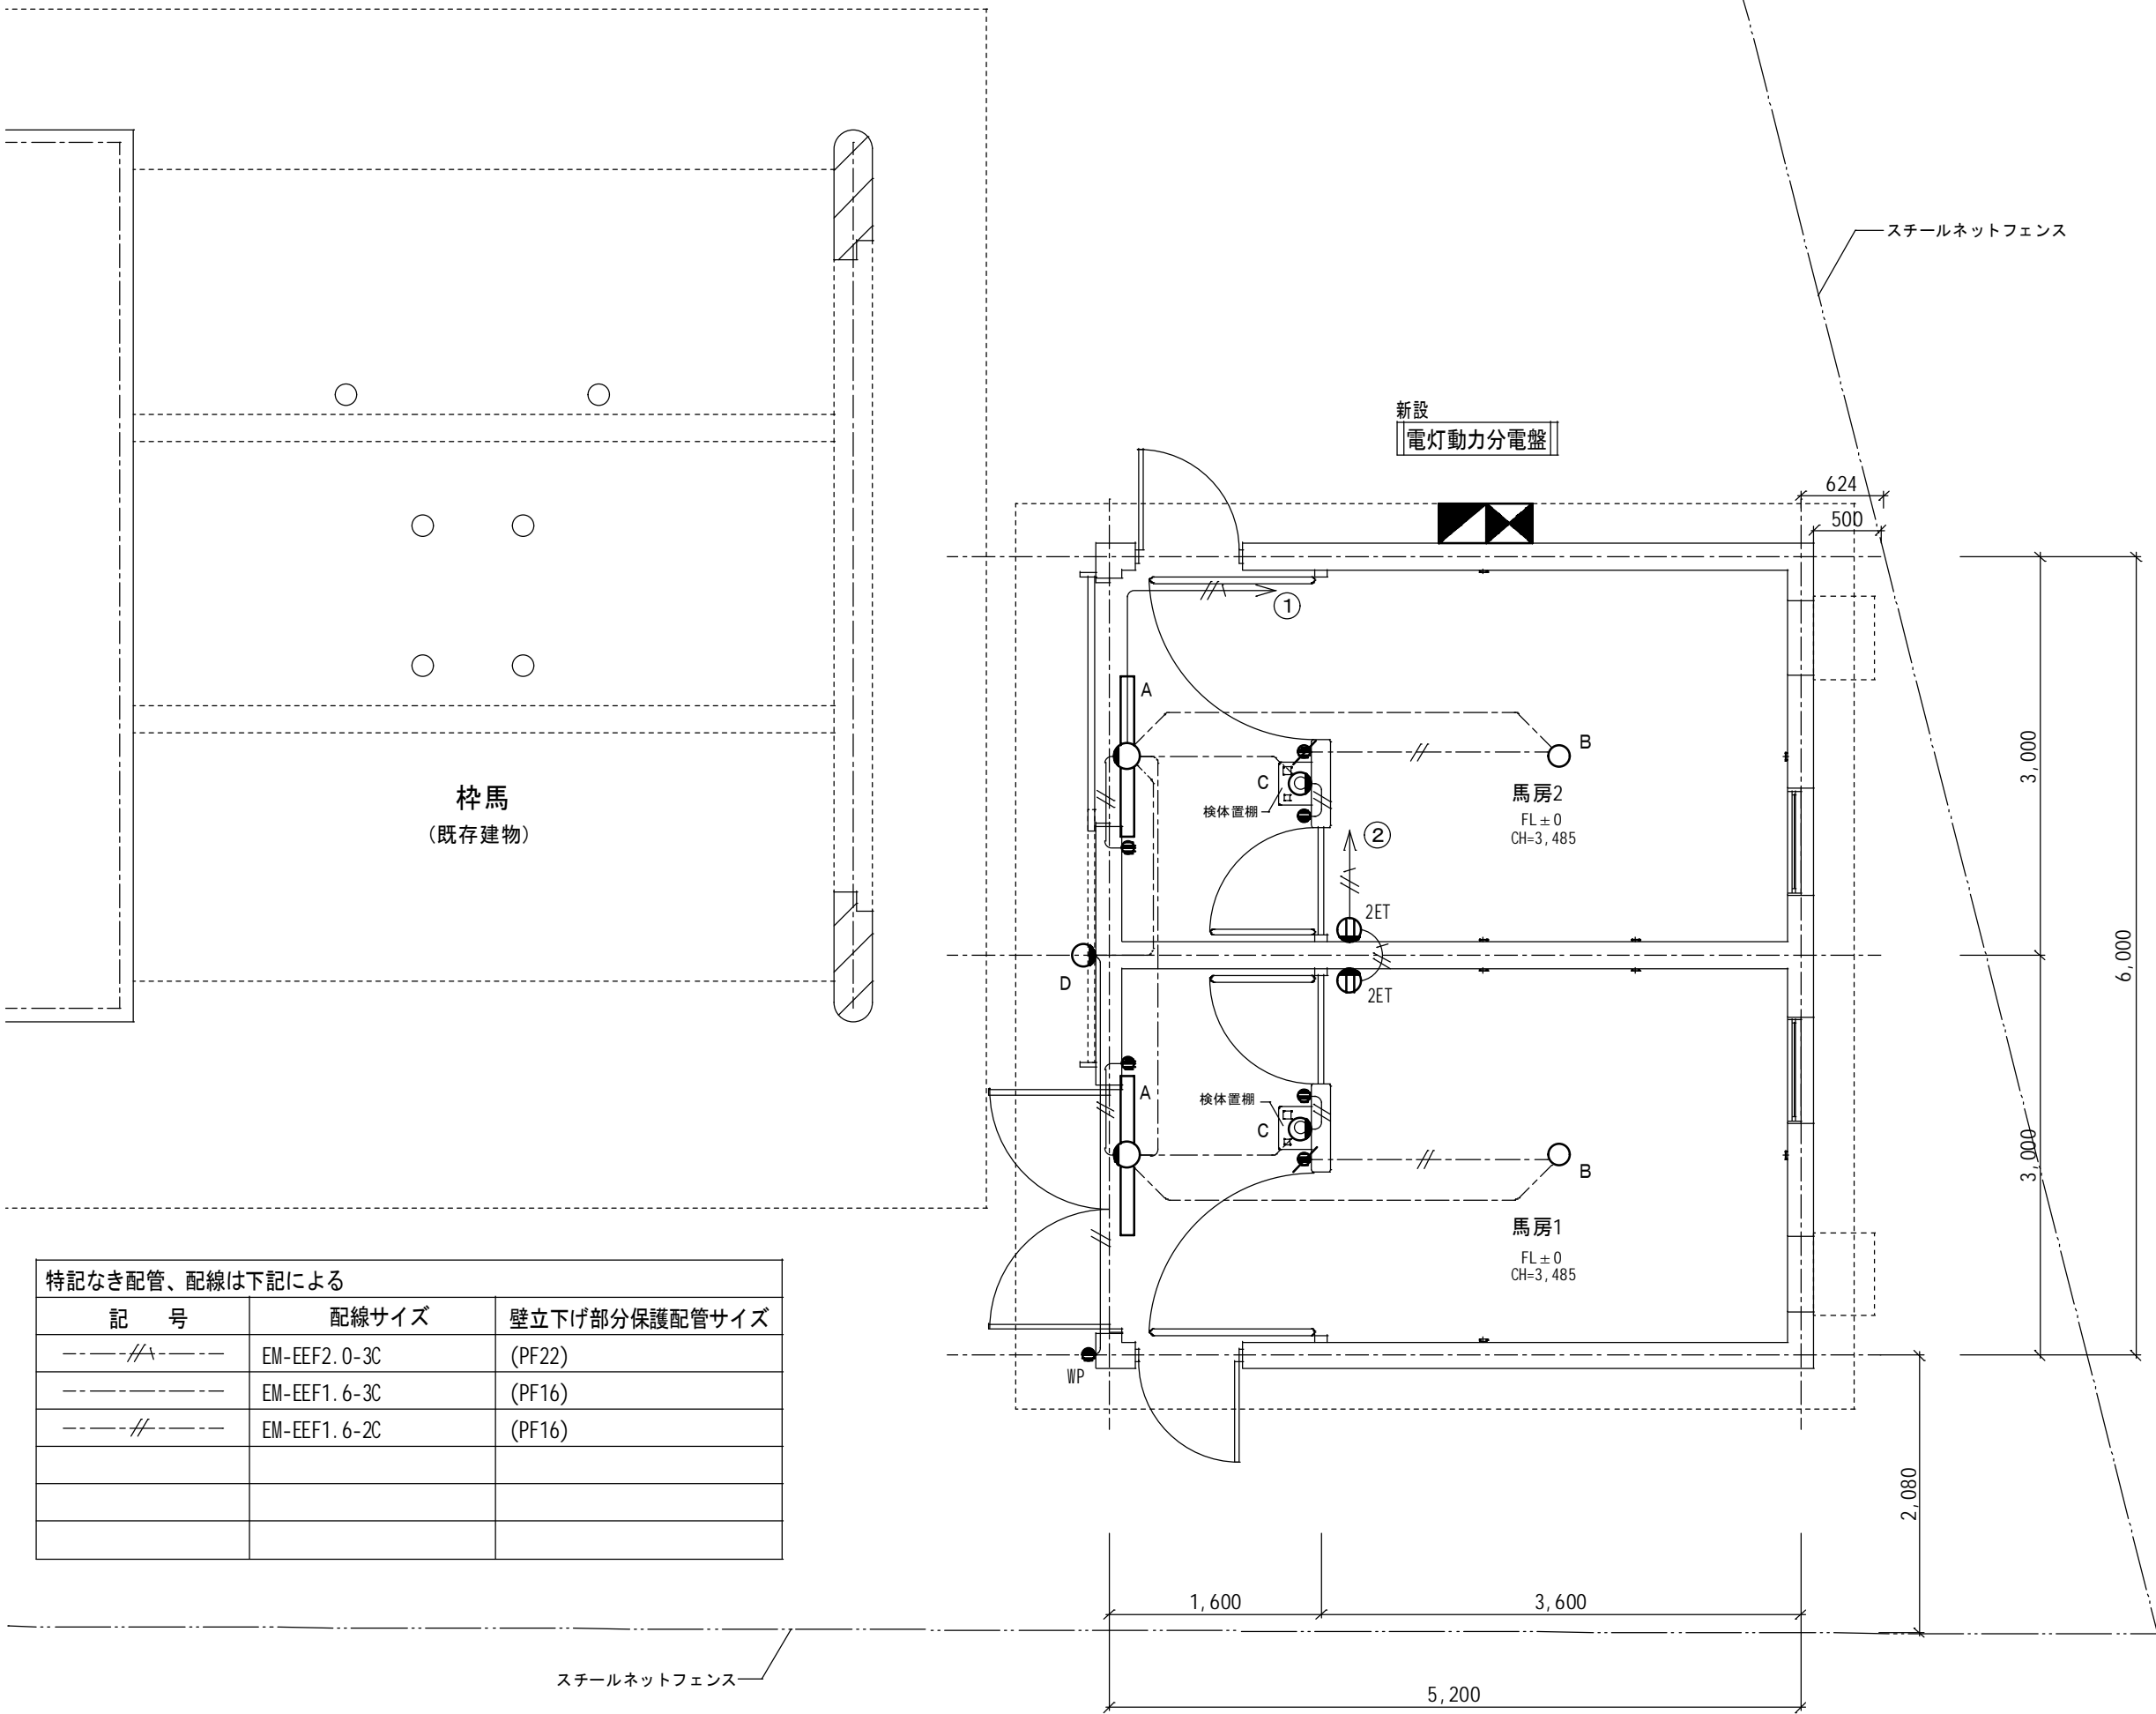 スチールネットフェンス
新設
電灯動力分電盤
624
500
①
A
B
C
検体置棚
馬房2
FL±0
CH=3,485
3,000
枠馬
(既存建物)
②
2ET
6,000
D
2ET
A
検体置棚
C
B
3,000
馬房1
FL±0
CH=3,485
WP
特記なき配管、配線は下記による
記 号 配線サイズ 壁立下げ部分保護配管サイズ
EM-EEF2.0-3C (PF22)
EM-EEF1.6-3C (PF16)
EM-EEF1.6-2C (PF16)
2,080
1,600
3,600
スチールネットフェンス
5,200